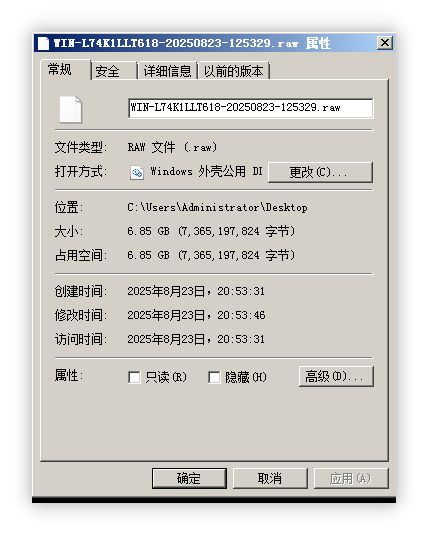 WIN-L74K1LLT618-20250823-125329.raw 属性
常规 安全 详细信息 以前的版本
WIN-L74K1LLT618-20250823-125329.raw
文件类型: RAW 文件 (.raw)
打开方式: Windows 外壳公用 Dl 更改(C)...
位置: C:\Users\Administrator\Desktop
大小: 6.85 GB (7,365,197,824 字节)
占用空间: 6.85 GB (7,365,197,824 字节)
创建时间: 2025年8月23日，20:53:31
修改时间: 2025年8月23日，20:53:46
访问时间: 2025年8月23日，20:53:31
属性: 只读(R) 隐藏(H) 高级(D)...
确定 取消 应用(A)